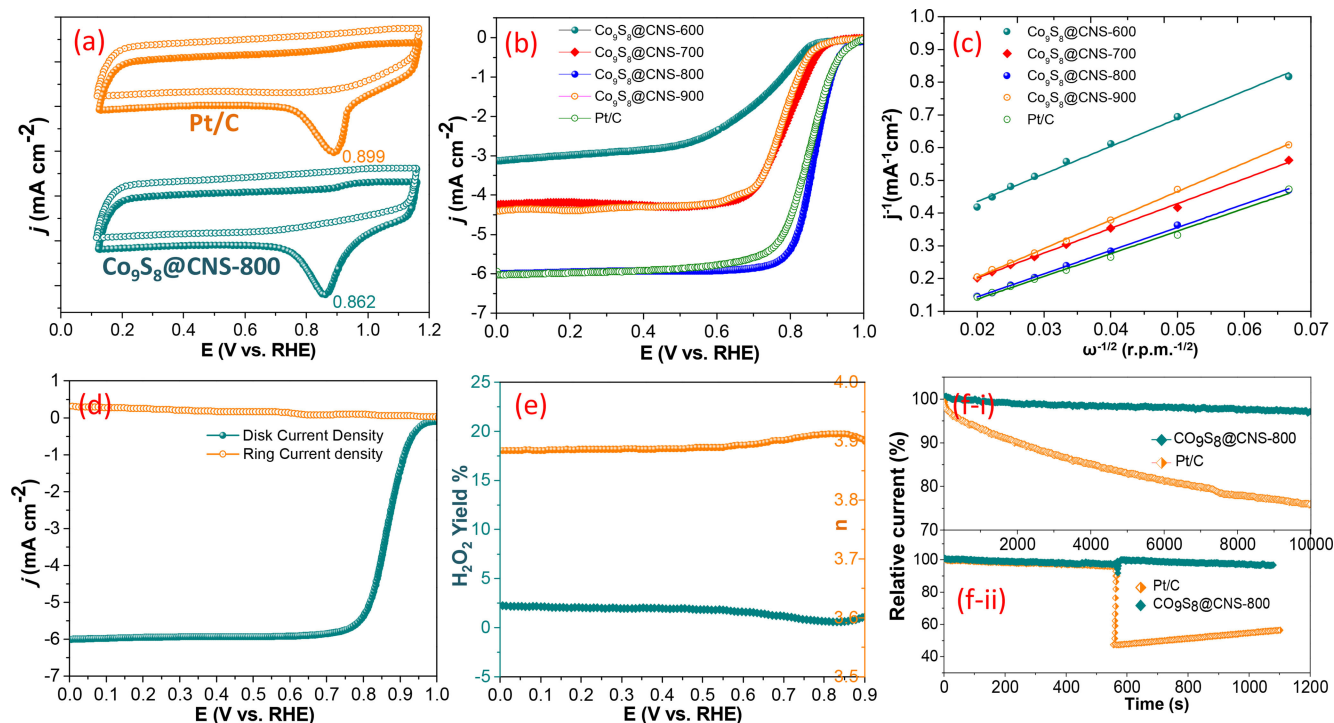 (a)
Pt/C
0.899
Co₉S₈@CNS-800
0.862
j (mA cm⁻²)
0.0 0.2 0.4 0.6 0.8 1.0 1.2
E (V vs. RHE)
(b)
Co₉S₈@CNS-600
Co₉S₈@CNS-700
Co₉S₈@CNS-800
Co₉S₈@CNS-900
Pt/C
j (mA cm⁻²)
0
-1
-2
-3
-4
-5
-6
-7
0.0 0.2 0.4 0.6 0.8 1.0
E (V vs. RHE)
(c)
Co₉S₈@CNS-600
Co₉S₈@CNS-700
Co₉S₈@CNS-800
Co₉S₈@CNS-900
Pt/C
j⁻¹(mA⁻¹cm²)
1.0
0.9
0.8
0.7
0.6
0.5
0.4
0.3
0.2
0.1
0.02 0.03 0.04 0.05 0.06 0.07
ω⁻¹/² (r.p.m.⁻¹/²)
(d)
Disk Current Density
Ring Current density
j (mA cm⁻²)
1
0
-1
-2
-3
-4
-5
-6
-7
0.0 0.1 0.2 0.3 0.4 0.5 0.6 0.7 0.8 0.9 1.0
E (V vs. RHE)
(e)
H₂O₂ Yield %
25
20
15
10
5
0
-5
n
4.0
3.9
3.8
3.7
3.6
3.5
0.0 0.1 0.2 0.3 0.4 0.5 0.6 0.7 0.8 0.9
E (V vs. RHE)
(f-i)
CO₉S₈@CNS-800
Pt/C
Relative current (%)
100
90
80
70
0 2000 4000 6000 8000 10000
(f-ii)
Pt/C
CO₉S₈@CNS-800
100
80
60
40
0 200 400 600 800 1000 1200
Time (s)